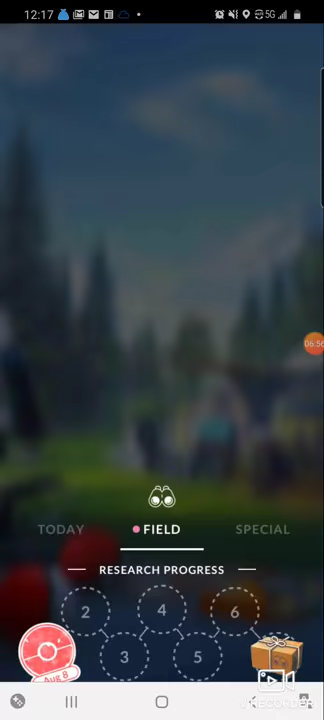 12:17
5G
06:56
TODAY
FIELD
SPECIAL
RESEARCH PROGRESS
2
4
6
3
5
Aug 8
RECORDER